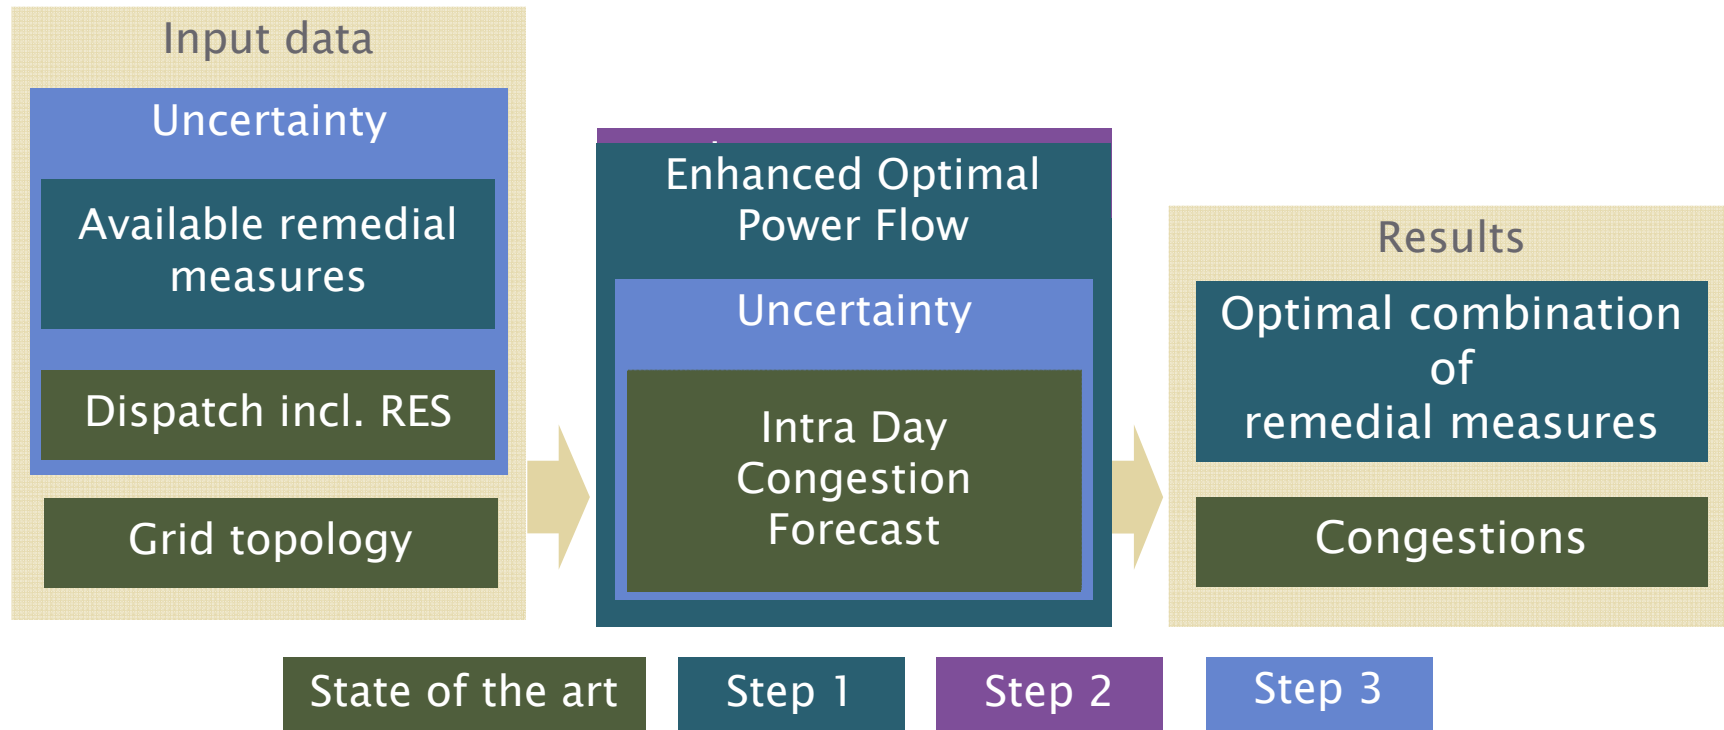 Input data
Uncertainty
Available remedial
measures
Dispatch incl. RES
Grid topology
Enhanced Optimal
Power Flow
Uncertainty
Intra Day
Congestion
Forecast
Results
Optimal combination
of
remedial measures
Congestions
State of the art
Step 1
Step 2
Step 3